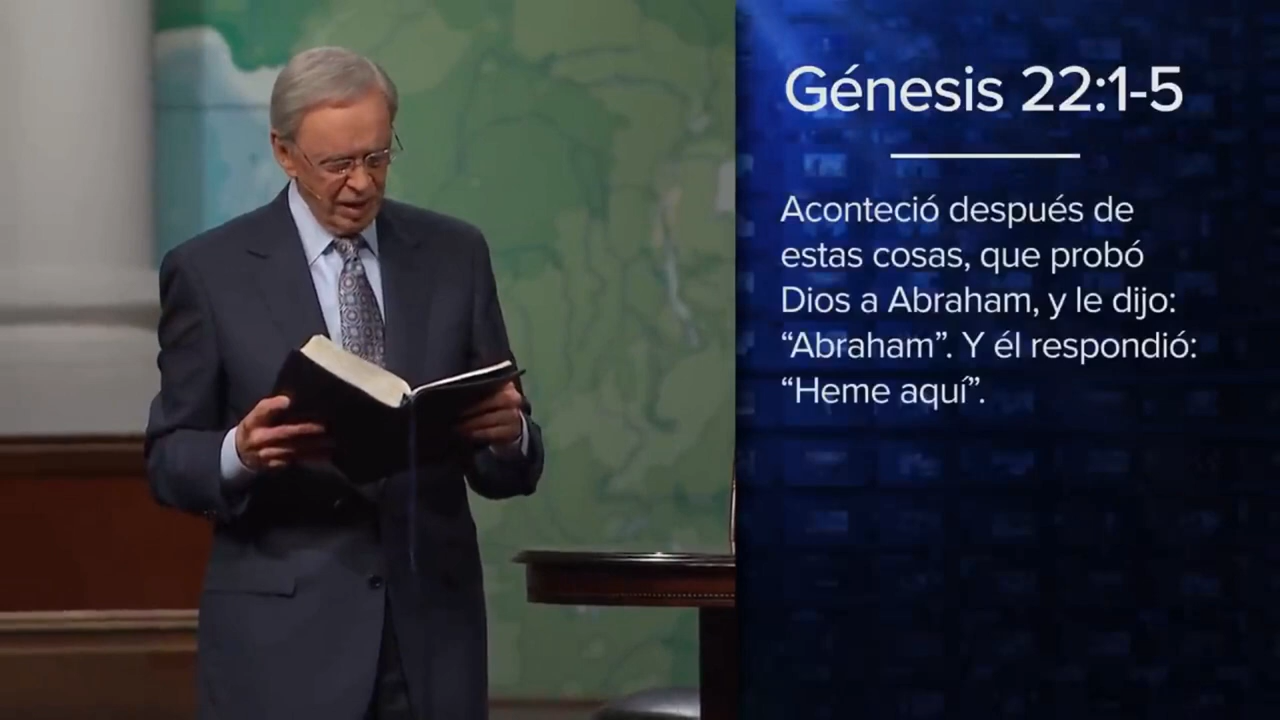 Génesis 22:1-5
Aconteció después de
estas cosas, que probó
Dios a Abraham, y le dijo:
“Abraham”. Y él respondió:
“Heme aquí”.